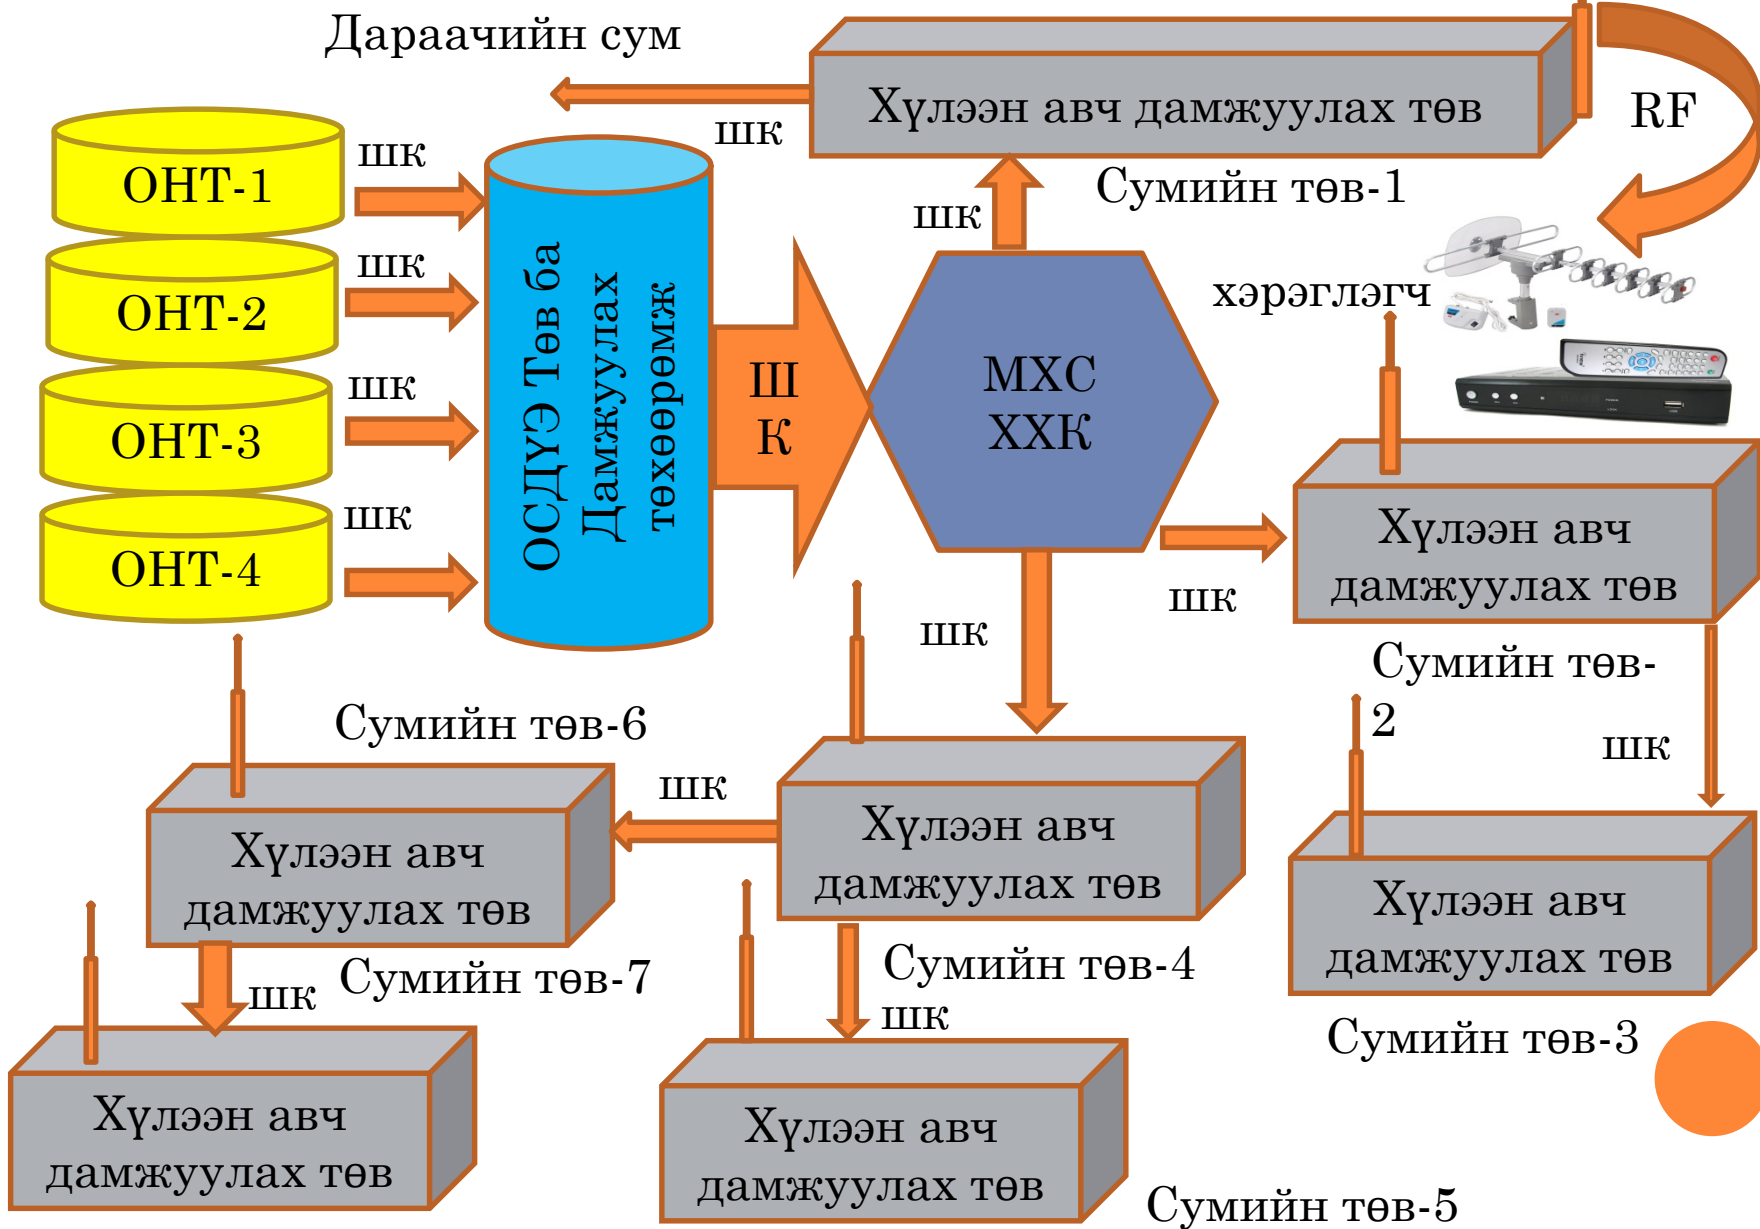 Дараачийн сум
Хүлээн авч дамжуулах төв
RF
шк
Сумийн төв-1
ОНТ-1
шк
ОНТ-2
шк
ОНТ-3
шк
ОНТ-4
шк
ОСДҮЭ Төв ба
Дамжуулах
төхөөрөмж
Ш
К
МХС
ХХК
шк
хэрэглэгч
шк
Хүлээн авч
дамжуулах төв
Сумийн төв-
2
шк
Хүлээн авч
дамжуулах төв
Сумийн төв-3
шк
Хүлээн авч
дамжуулах төв
Сумийн төв-4
шк
Сумийн төв-6
Хүлээн авч
дамжуулах төв
Сумийн төв-7
шк
Хүлээн авч
дамжуулах төв
шк
Хүлээн авч
дамжуулах төв
Сумийн төв-5